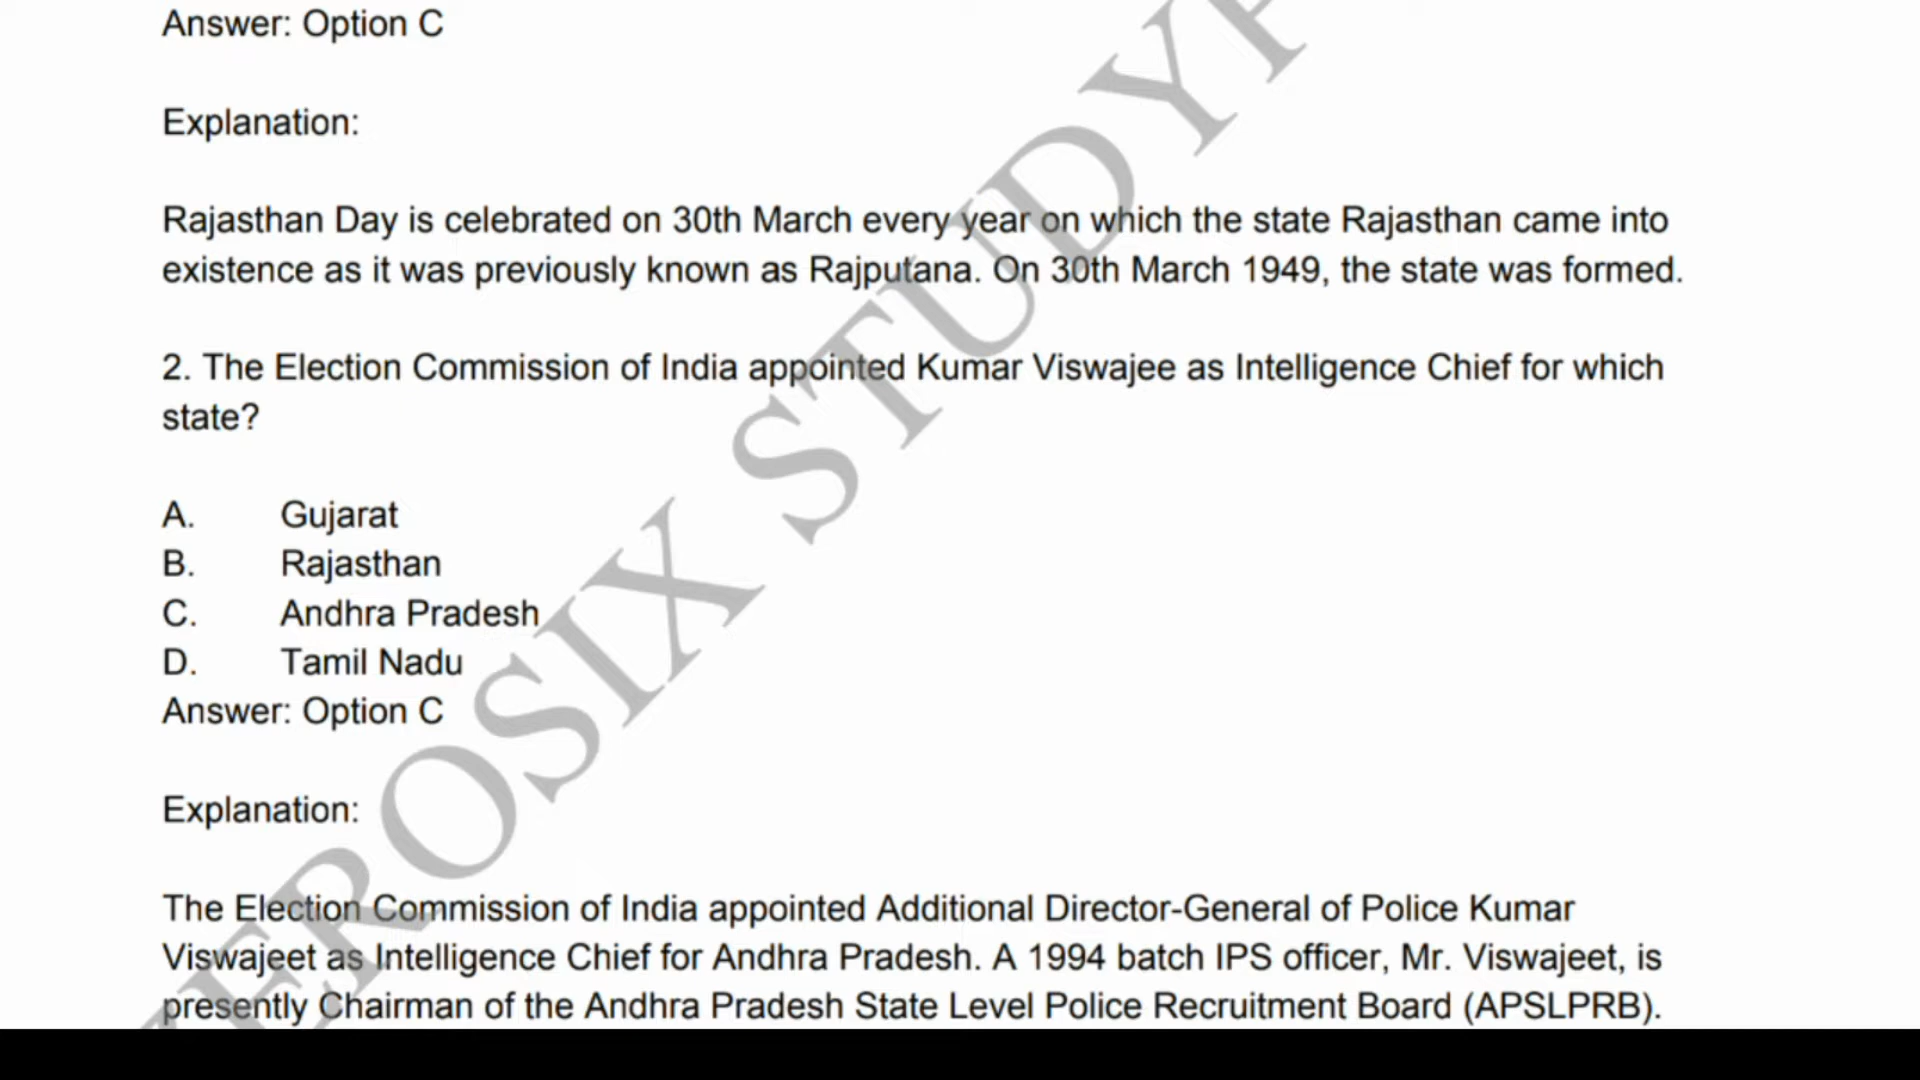 Answer: Option C
Explanation:
Rajasthan Day is celebrated on 30th March every year on which the state Rajasthan came into
existence as it was previously known as Rajputana. On 30th March 1949, the state was formed.
2. The Election Commission of India appointed Kumar Viswajee as Intelligence Chief for which
state?
A. Gujarat
B. Rajasthan
C. Andhra Pradesh
D. Tamil Nadu
Answer: Option C
Explanation:
The Election Commission of India appointed Additional Director-General of Police Kumar
Viswajeet as Intelligence Chief for Andhra Pradesh. A 1994 batch IPS officer, Mr. Viswajeet, is
presently Chairman of the Andhra Pradesh State Level Police Recruitment Board (APSLPRB).
ZEROSIX STUDY